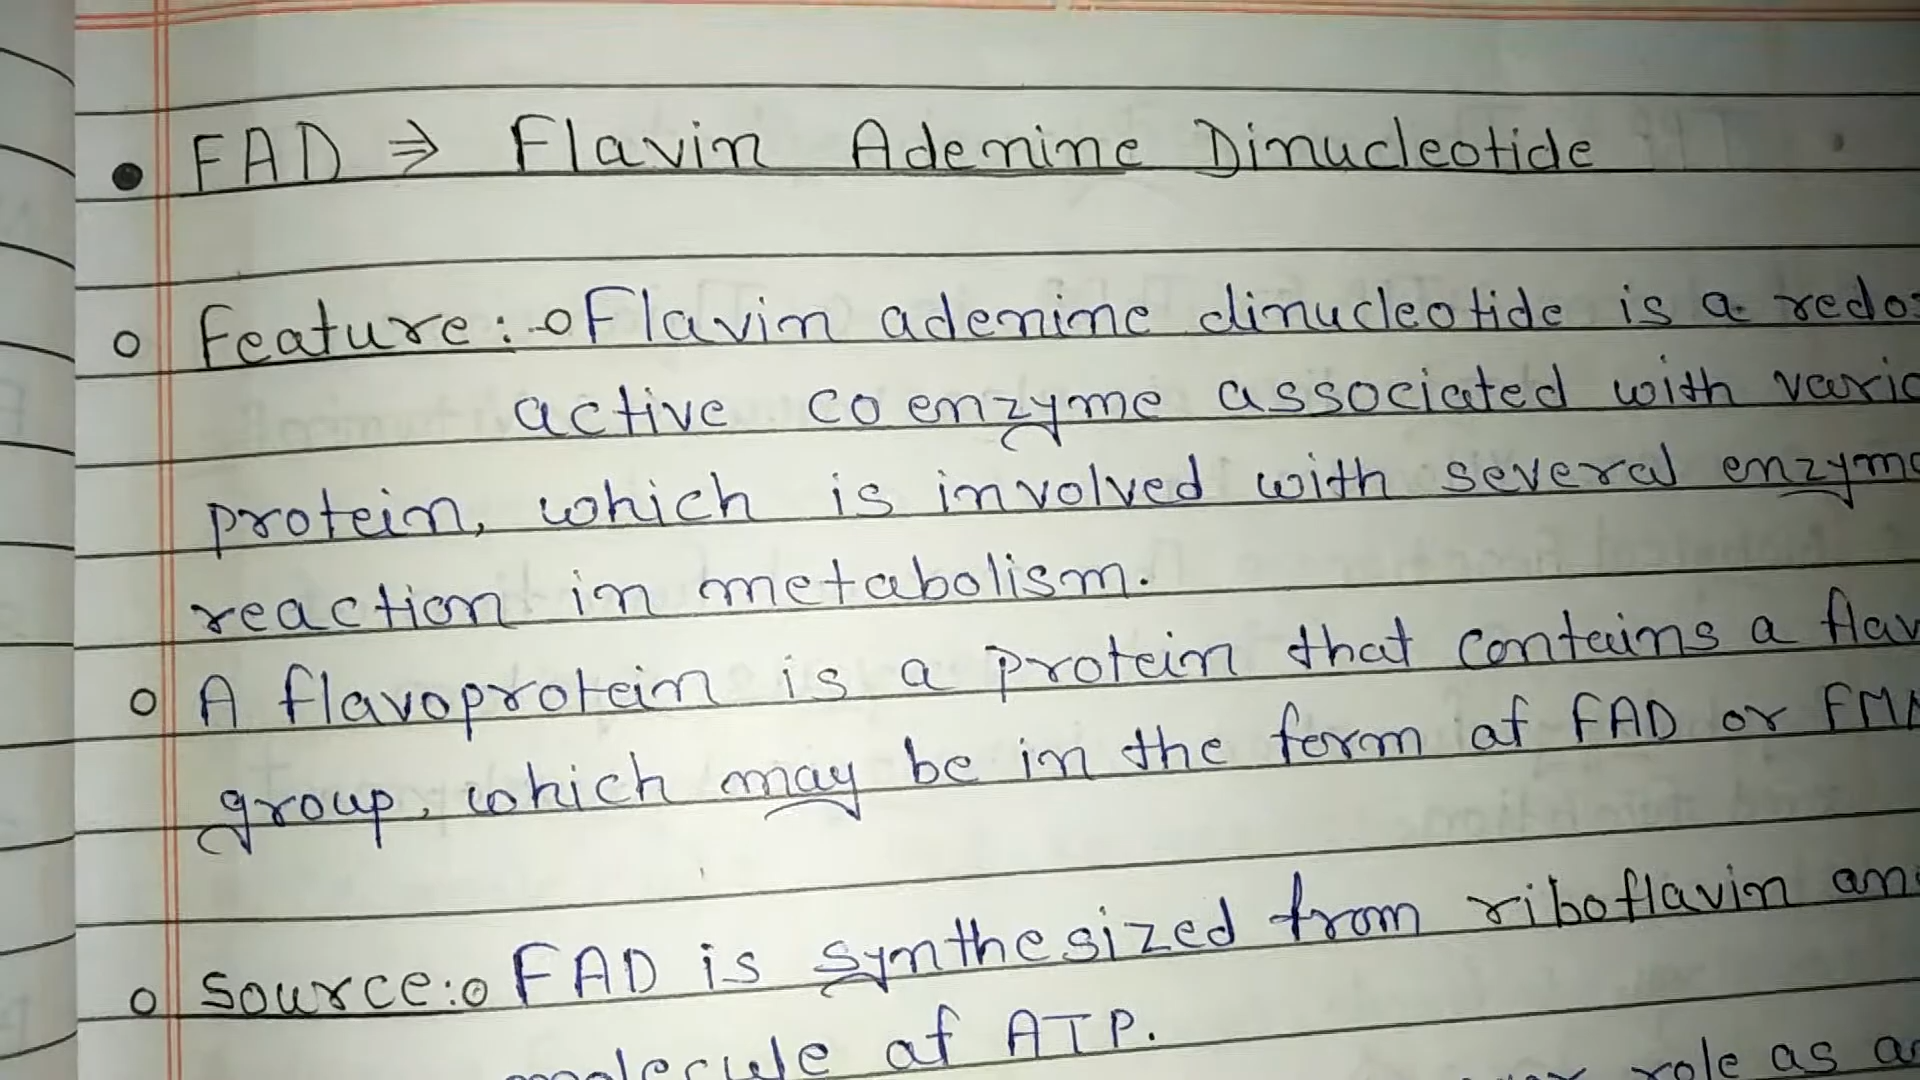 • FAD ⇒ Flavin Adenine Dinucleotide
o Feature:-o Flavin adenine dinucleotide is a redo
active coenzyme associated with vario
protein, which is involved with several enzyme
reaction in metabolism.
o A flavoprotein is a protein that contains a flav
group, which may be in the form of FAD or FMN
o Source:o FAD is synthesized from riboflavin an
molecule of ATP.
role as a